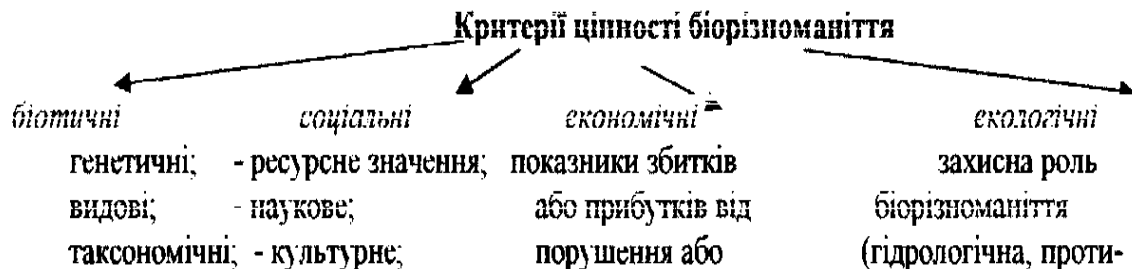 Критерії цінності біорізноманіття
біотичні соціальні економічні екологічні
генетичні; - ресурсне значення; показники збитків захисна роль
видові; - наукове; або прибутків від біорізноманіття
таксономічні; - культурне; порушення або (гідрологічна, проти-